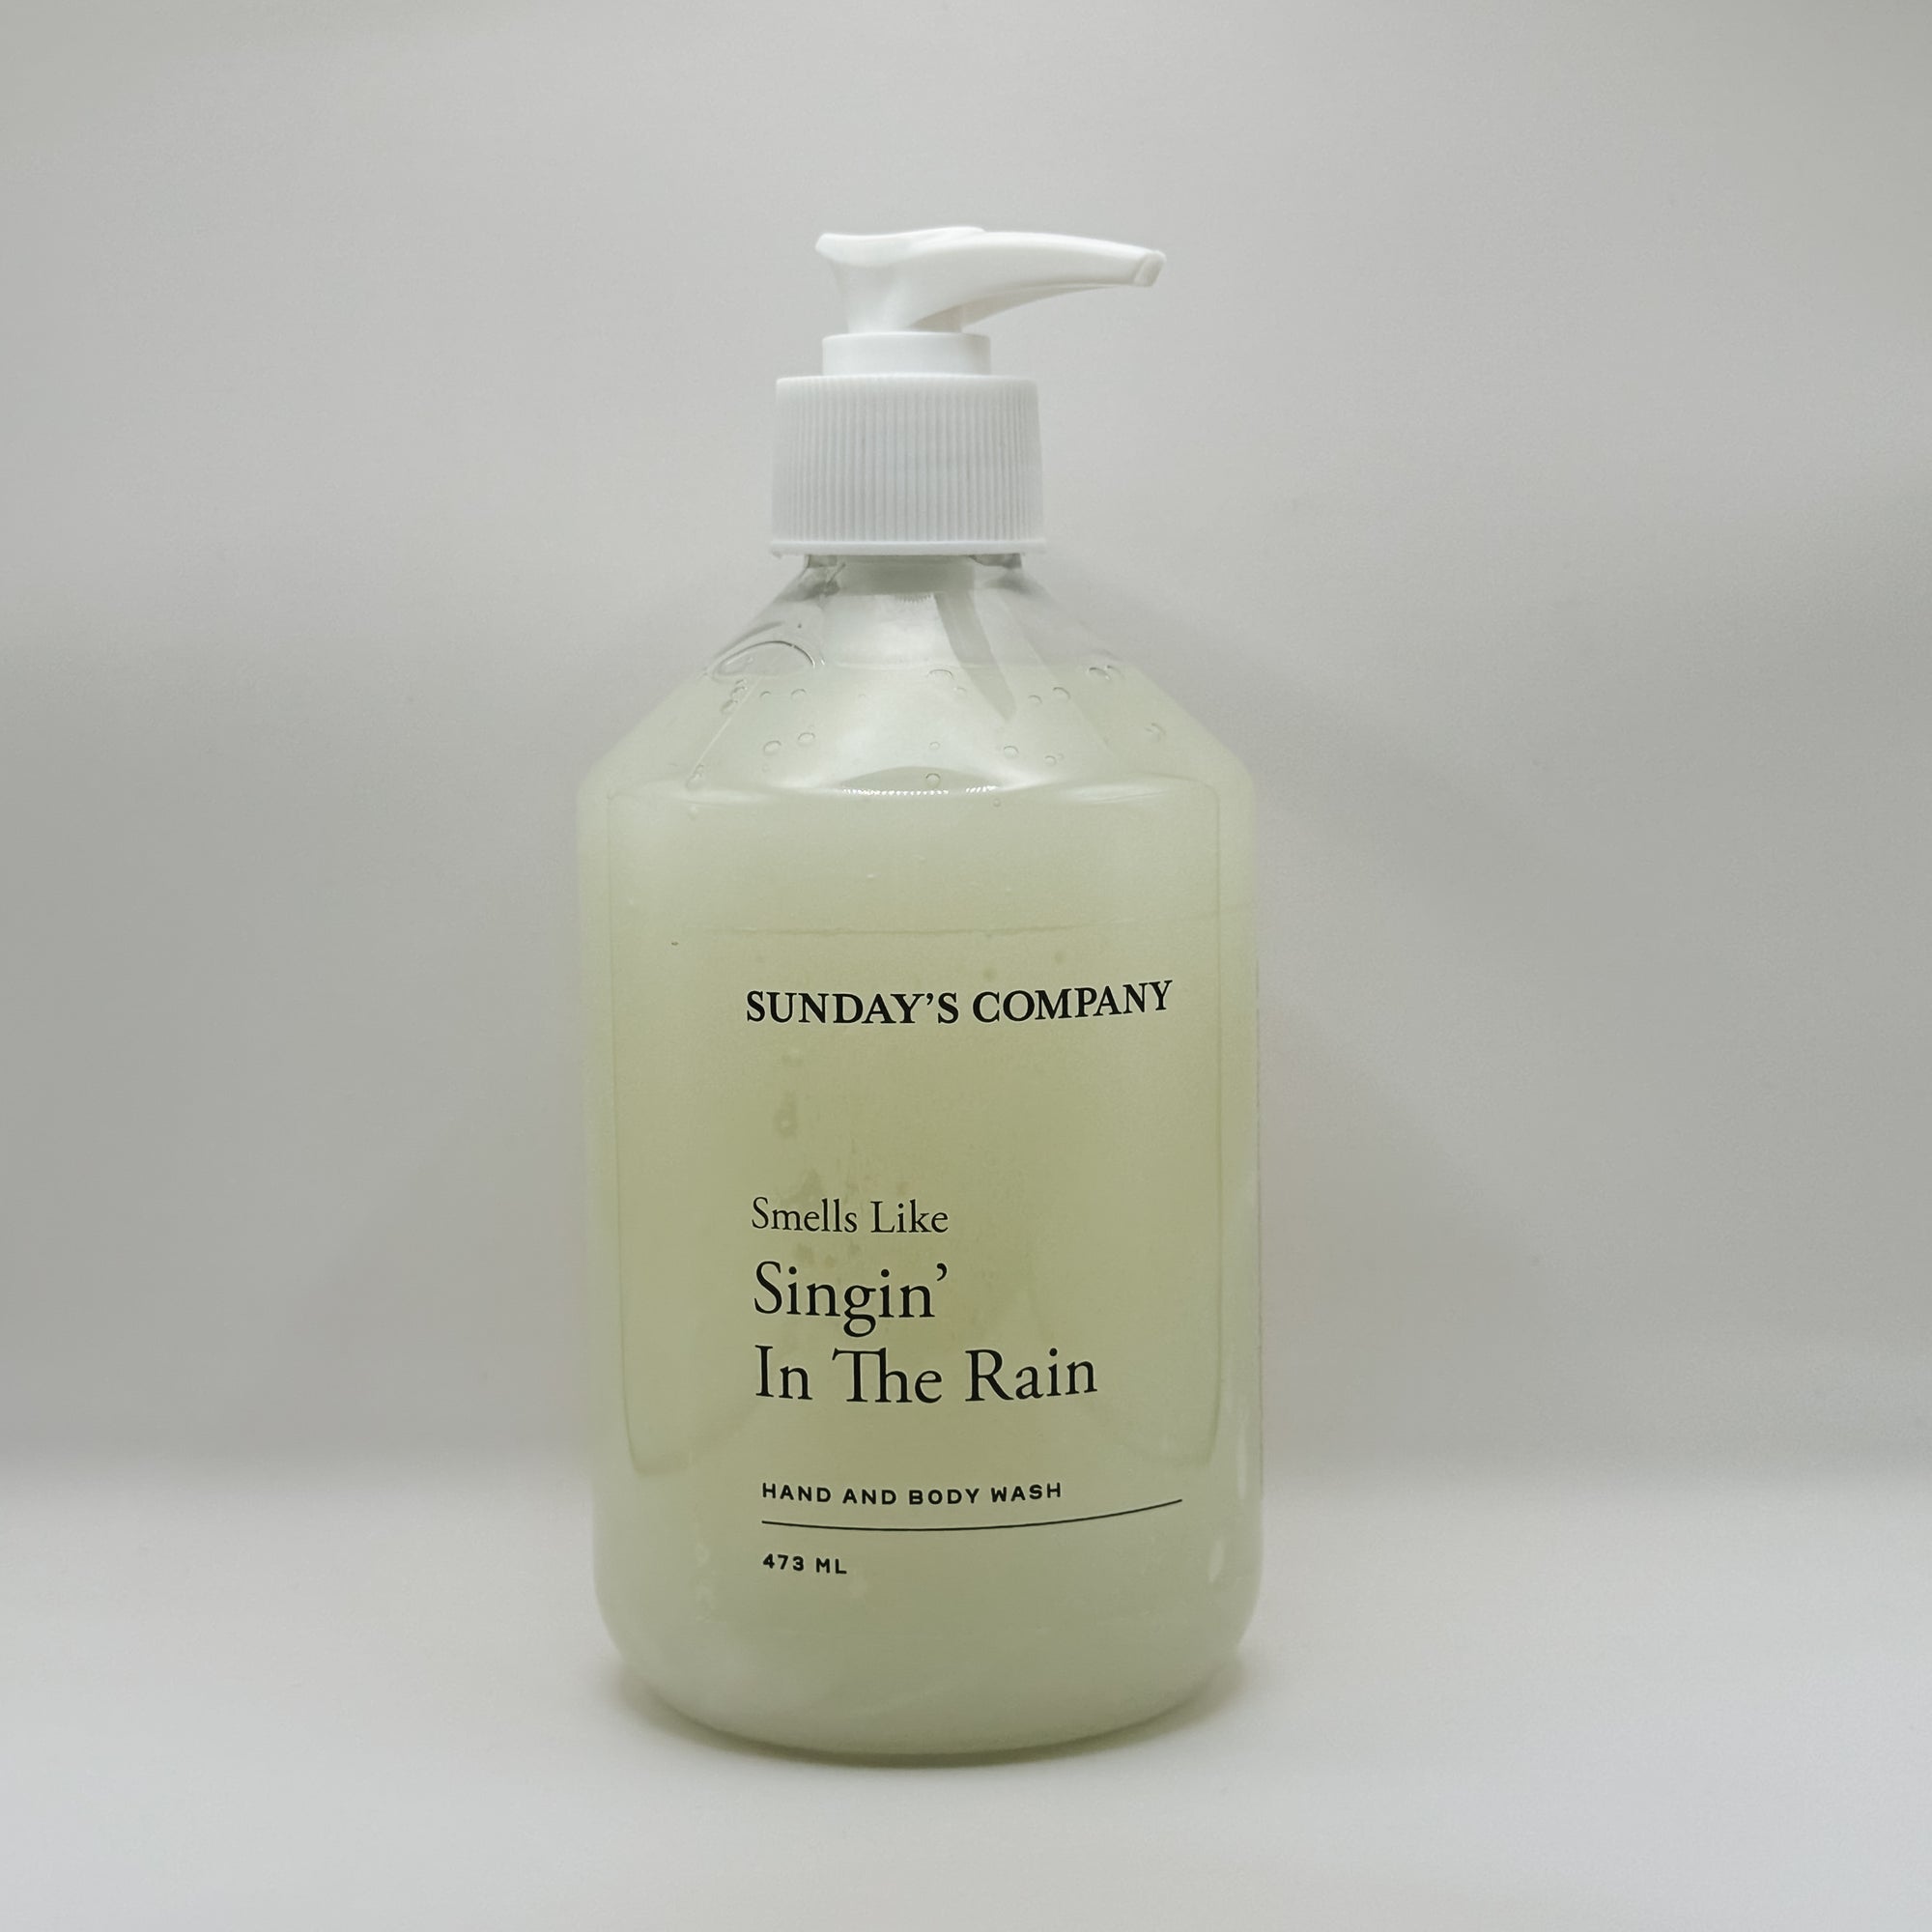 SUNDAY’S COMPANY
Smells Like
Singin’
In The Rain
HAND AND BODY WASH
473 ML